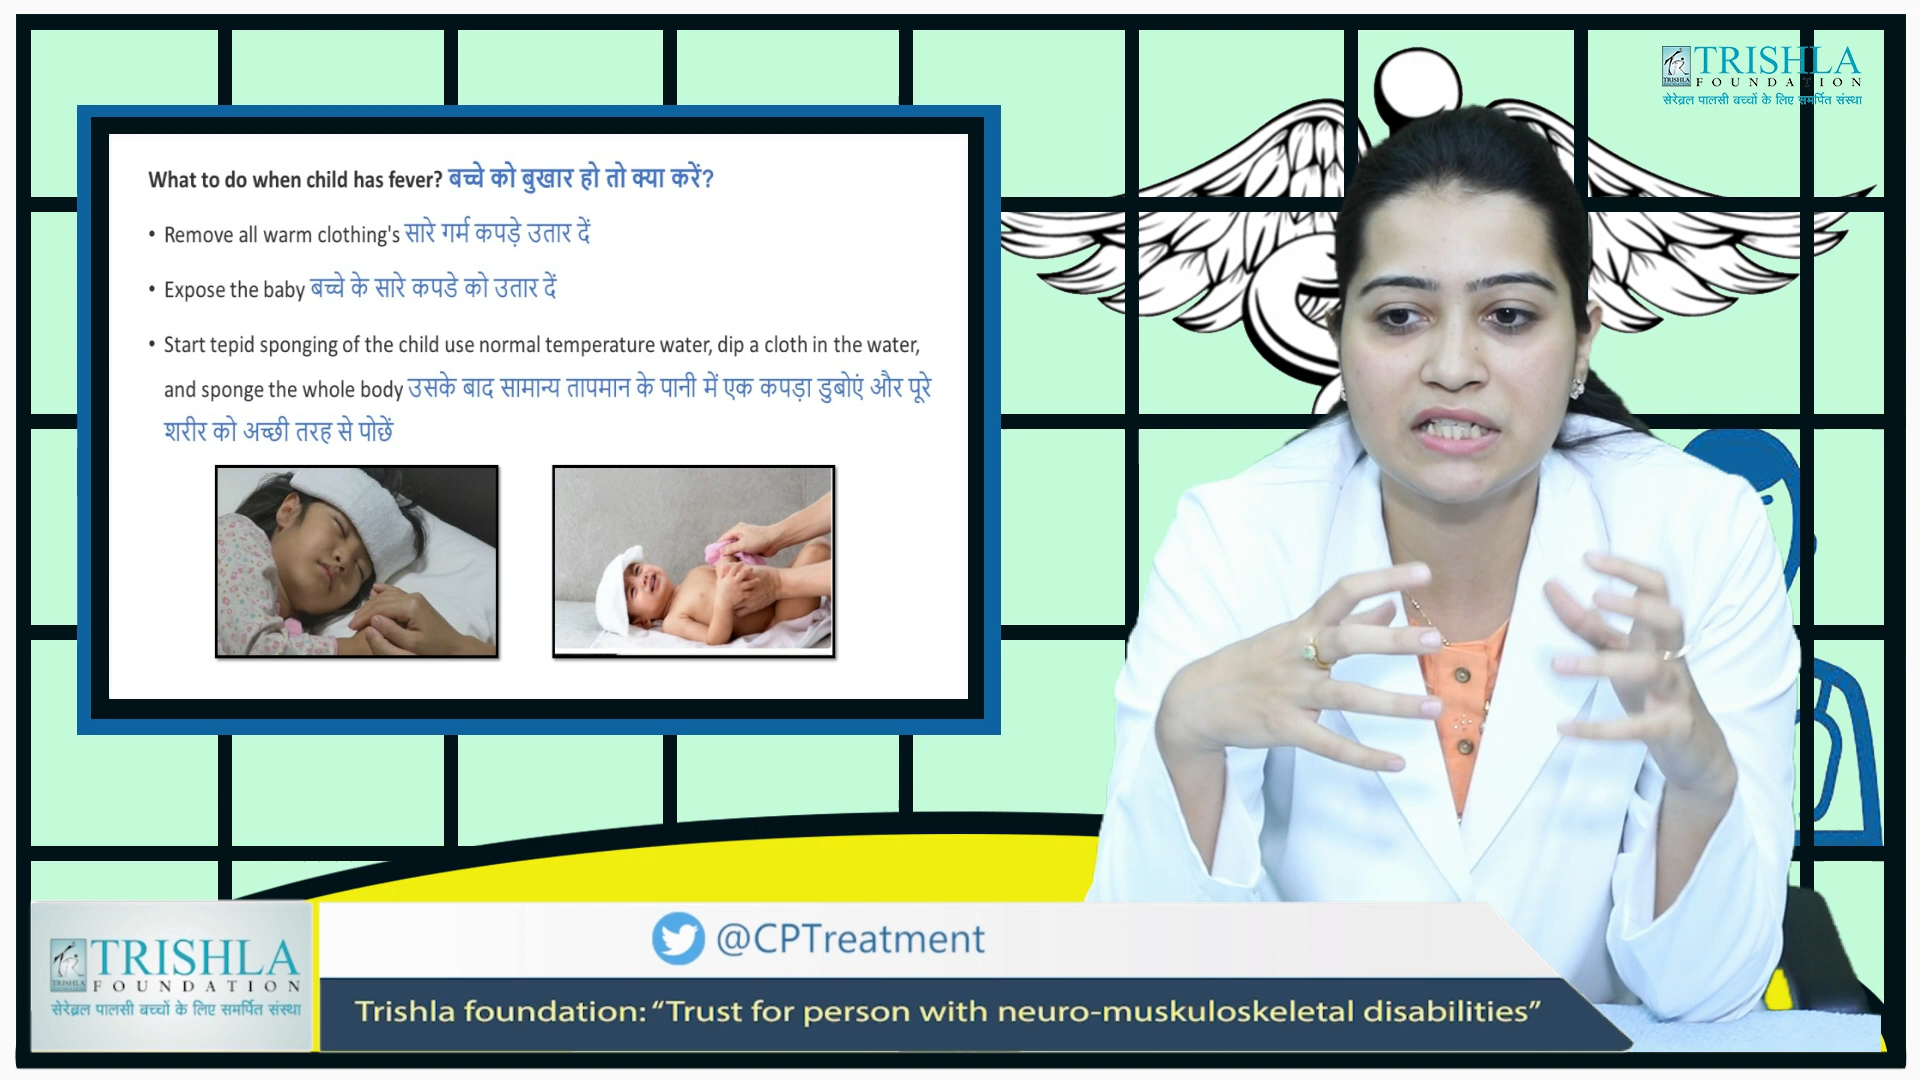 TRISHLA
FOUNDATION
सेरेब्रल पालसी बच्चों के लिए समर्पित संस्था
What to do when child has fever? बच्चे को बुखार हो तो क्या करें?
• Remove all warm clothing's सारे गर्म कपड़े उतार दें
• Expose the baby बच्चे के सारे कपडे को उतार दें
• Start tepid sponging of the child use normal temperature water, dip a cloth in the water,
and sponge the whole body उसके बाद सामान्य तापमान के पानी में एक कपड़ा डुबोएं और पूरे
शरीर को अच्छी तरह से पोछें
@CPTreatment
TRISHLA
FOUNDATION
सेरेब्रल पालसी बच्चों के लिए समर्पित संस्था
Trishla foundation: “Trust for person with neuro-muskuloskeletal disabilities”
TRISHLA
TRISHLA